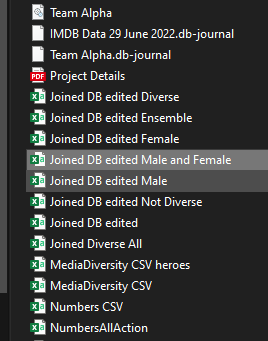 Team Alpha
IMDB Data 29 June 2022.db-journal
Team Alpha.db-journal
PDF Project Details
Joined DB edited Diverse
Joined DB edited Ensemble
Joined DB edited Female
Joined DB edited Male and Female
Joined DB edited Male
Joined DB edited Not Diverse
Joined DB edited
Joined Diverse All
MediaDiversity CSV heroes
MediaDiversity CSV
Numbers CSV
NumbersAllAction